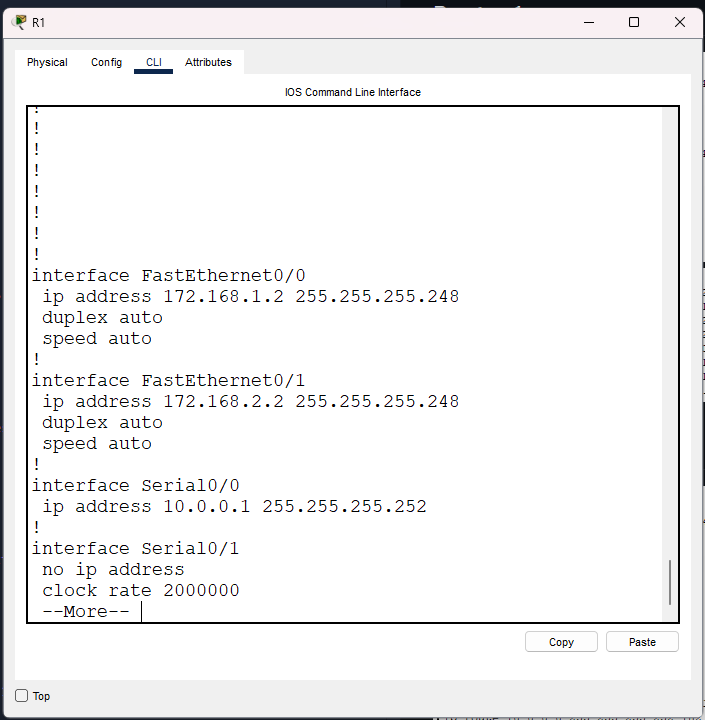 R1
Physical Config CLI Attributes
IOS Command Line Interface
!
!
!
!
!
!
!
!
interface FastEthernet0/0
ip address 172.168.1.2 255.255.255.248
duplex auto
speed auto
!
interface FastEthernet0/1
ip address 172.168.2.2 255.255.255.248
duplex auto
speed auto
!
interface Serial0/0
ip address 10.0.0.1 255.255.255.252
!
interface Serial0/1
no ip address
clock rate 2000000
--More--
Copy Paste
Top